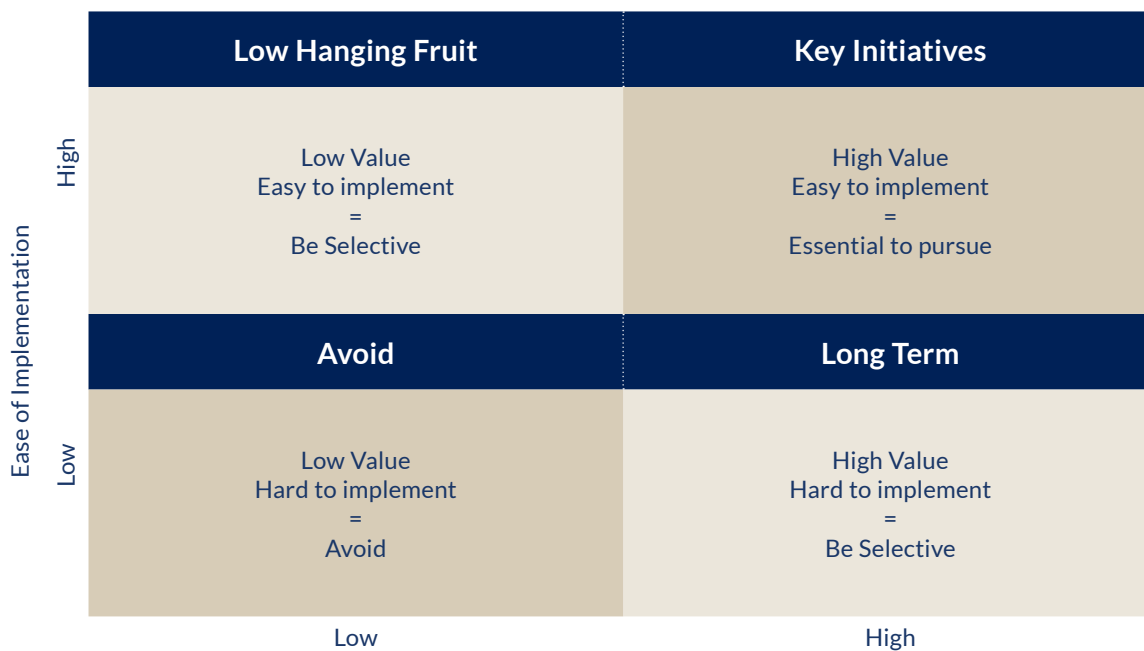 Low Hanging Fruit
Key Initiatives
High
Low Value
Easy to implement
=
Be Selective
High Value
Easy to implement
=
Essential to pursue
Ease of Implementation
Avoid
Long Term
Low
Low Value
Hard to implement
=
Avoid
High Value
Hard to implement
=
Be Selective
Low
High